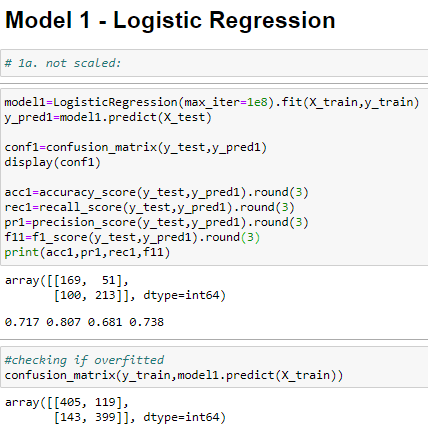 Model 1 - Logistic Regression
# 1a. not scaled:
model1=LogisticRegression(max_iter=1e8).fit(X_train,y_train)
y_pred1=model1.predict(X_test)
conf1=confusion_matrix(y_test,y_pred1)
display(conf1)
acc1=accuracy_score(y_test,y_pred1).round(3)
rec1=recall_score(y_test,y_pred1).round(3)
pr1=precision_score(y_test,y_pred1).round(3)
f11=f1_score(y_test,y_pred1).round(3)
print(acc1,pr1,rec1,f11)
array([[169,  51],
       [100, 213]], dtype=int64)
0.717 0.807 0.681 0.738
#checking if overfitted
confusion_matrix(y_train,model1.predict(X_train))
array([[405, 119],
       [143, 399]], dtype=int64)